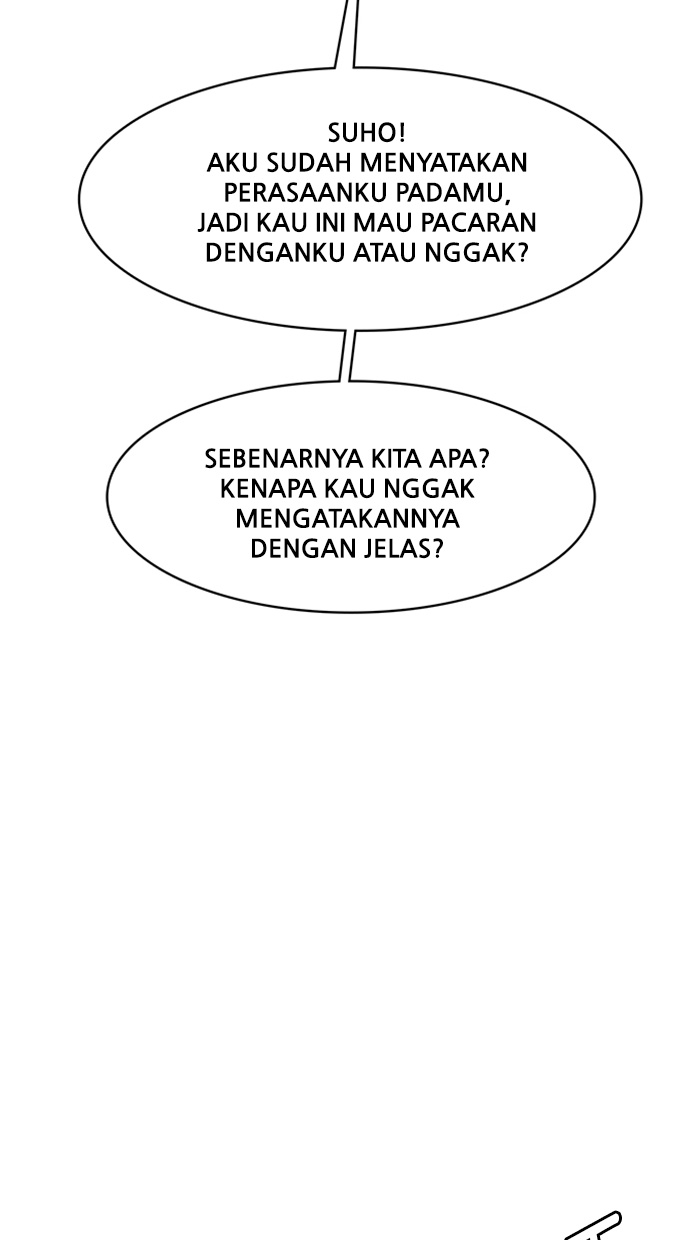 SUHO!
AKU SUDAH MENYATAKAN
PERASAANKU PADAMU,
JADI KAU INI MAU PACARAN
DENGANKU ATAU NGGAK?
SEBENARNYA KITA APA?
KENAPA KAU NGGAK
MENGATAKANNYA
DENGAN JELAS?